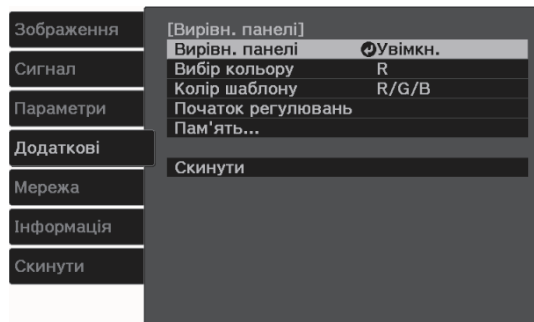 Зображення
Сигнал
Параметри
Додаткові
Мережа
Інформація
Скинути
[Вирівн. панелі]
Вирівн. панелі Увімкн.
Вибір кольору R
Колір шаблону R/G/B
Початок регулювань
Пам'ять...
Скинути